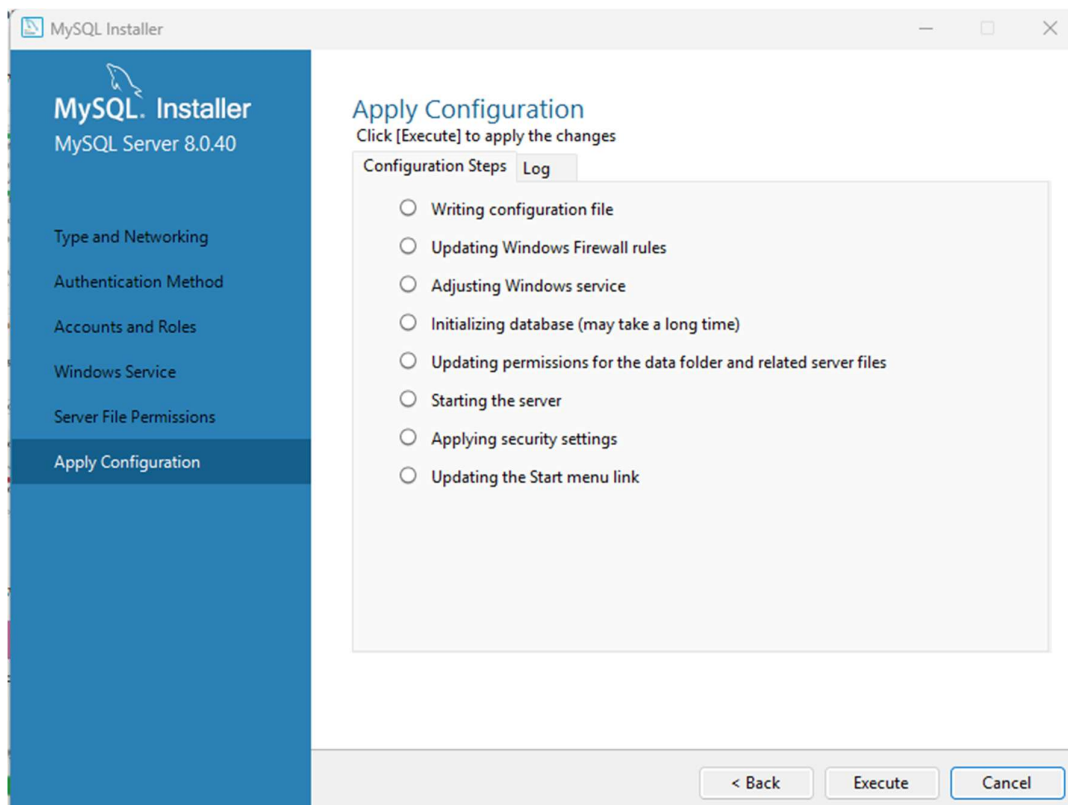 MySQL Installer
MySQL. Installer
MySQL Server 8.0.40
Type and Networking
Authentication Method
Accounts and Roles
Windows Service
Server File Permissions
Apply Configuration
Apply Configuration
Click [Execute] to apply the changes
Configuration Steps Log
Writing configuration file
Updating Windows Firewall rules
Adjusting Windows service
Initializing database (may take a long time)
Updating permissions for the data folder and related server files
Starting the server
Applying security settings
Updating the Start menu link
< Back Execute Cancel